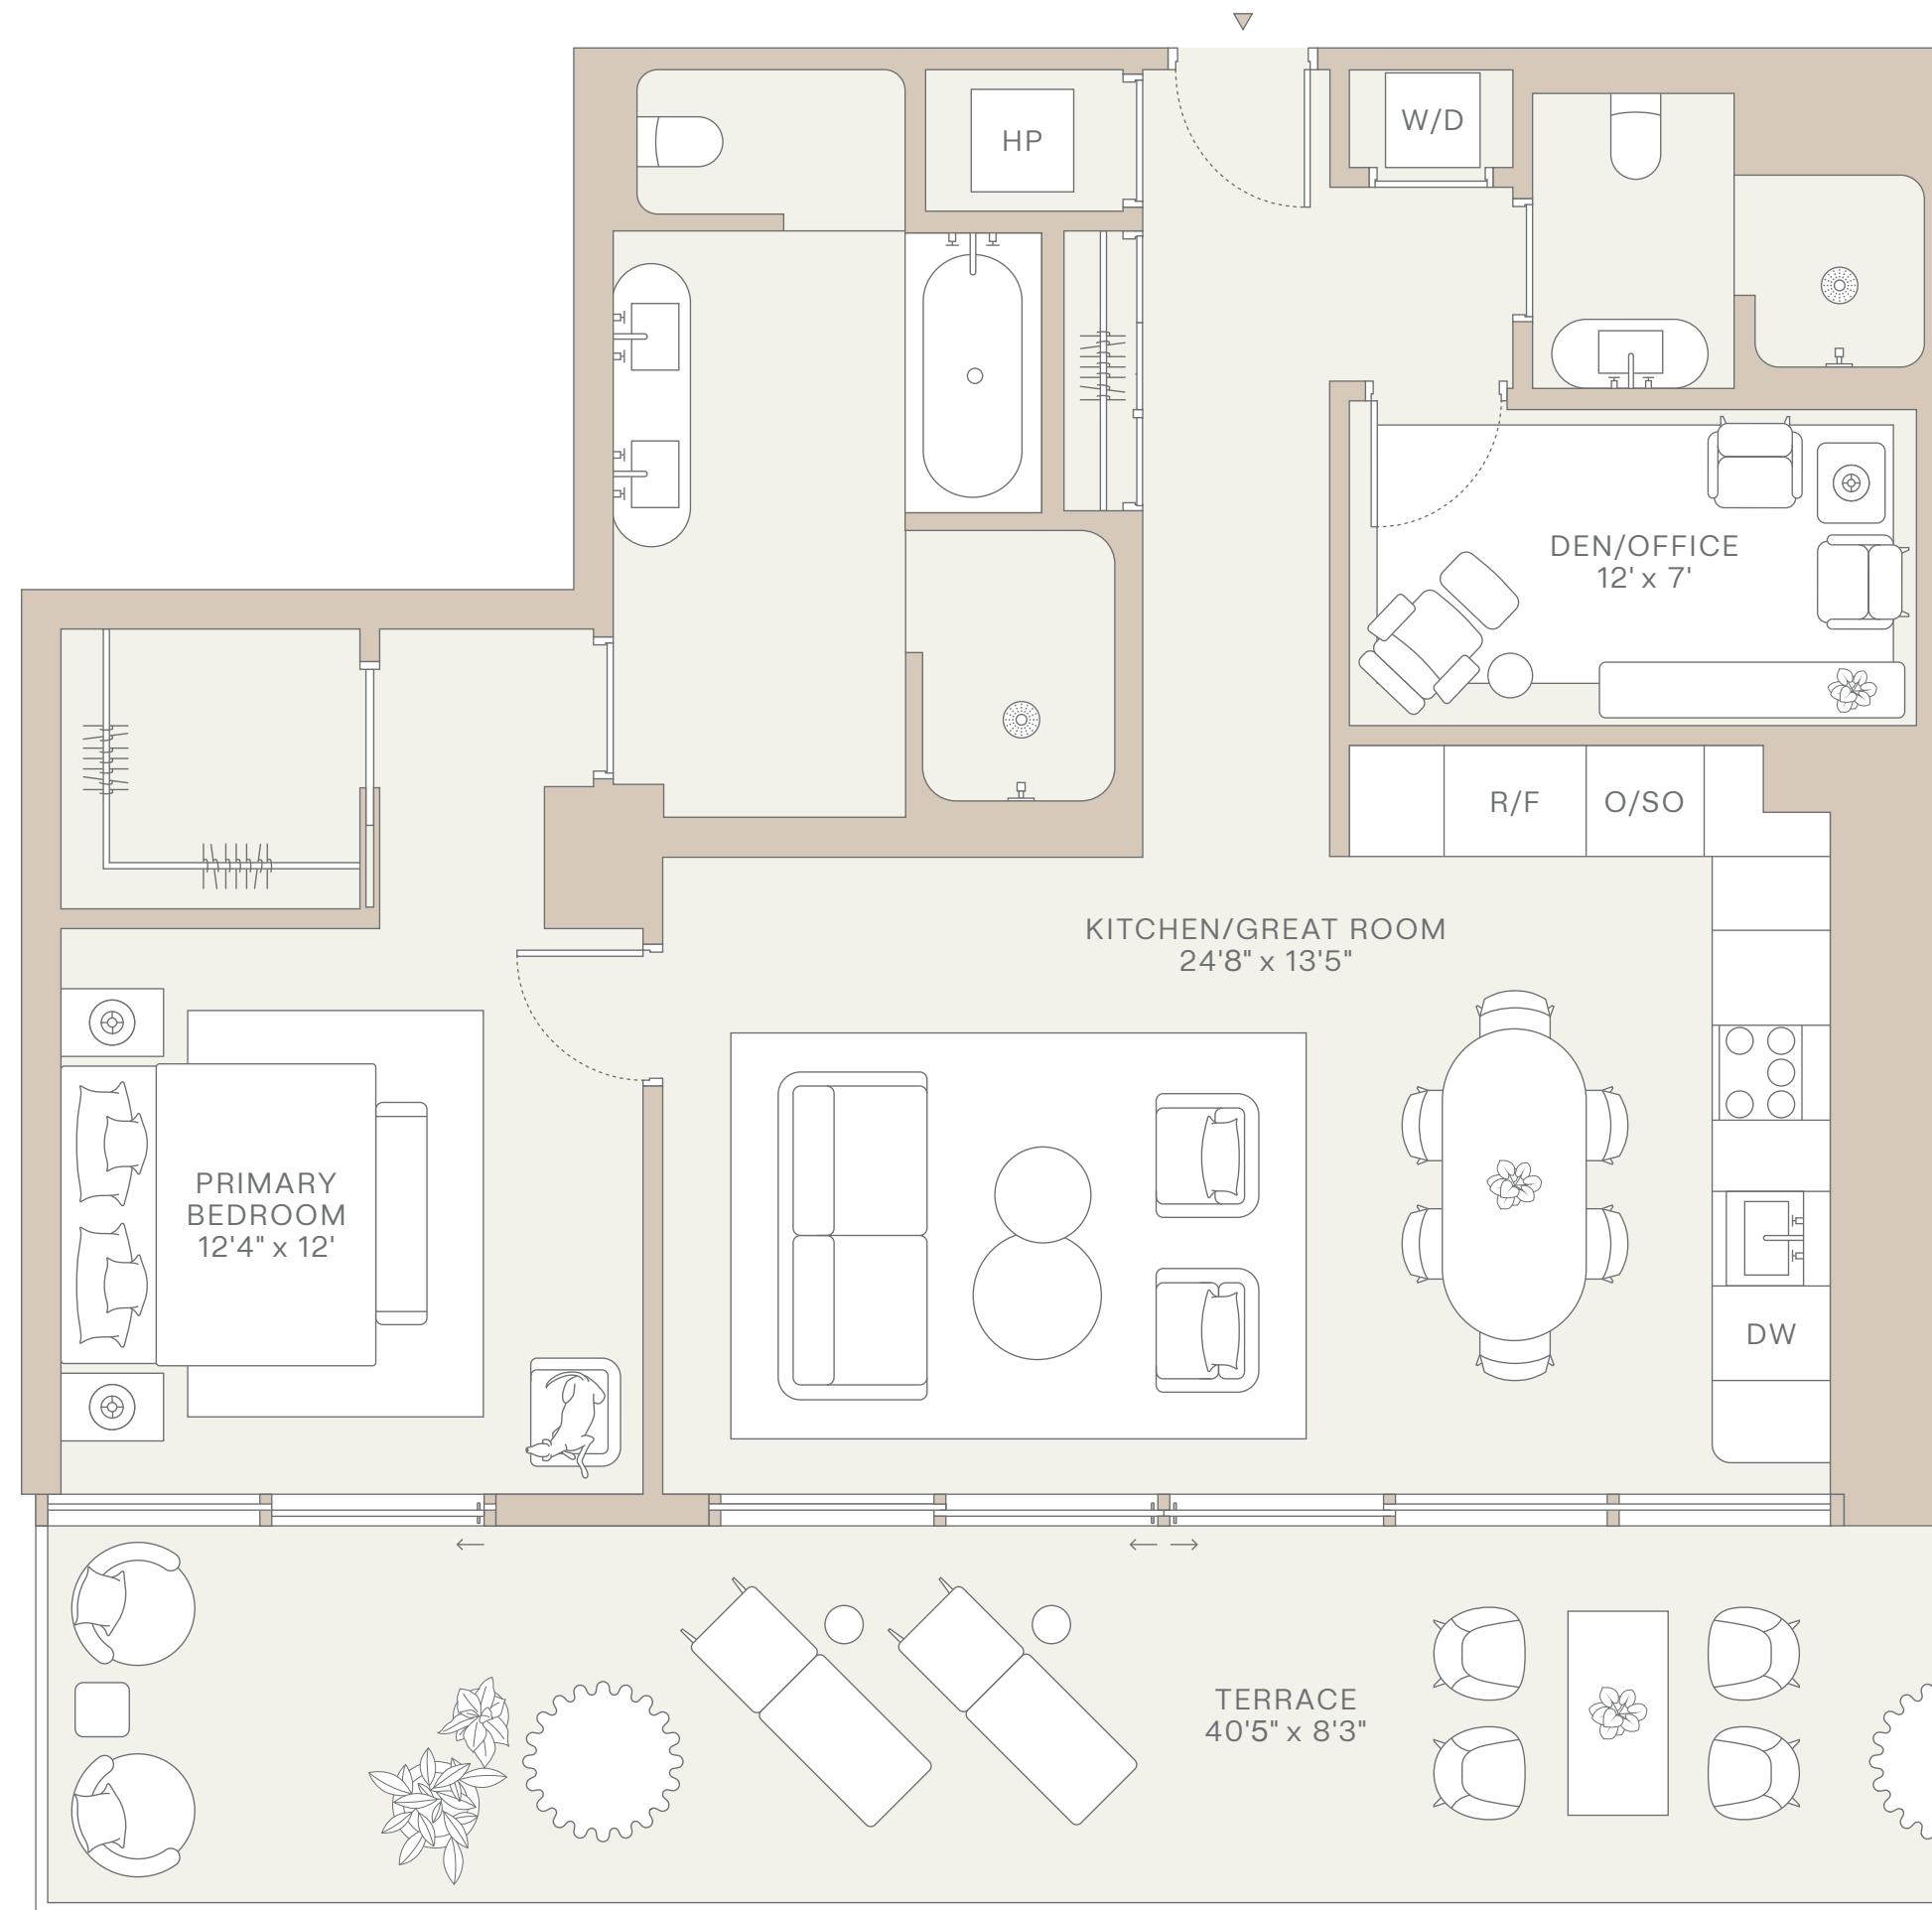 HP
W/D
DEN/OFFICE
12' x 7'
R/F
O/SO
KITCHEN/GREAT ROOM
24'8" x 13'5"
PRIMARY
BEDROOM
12'4" x 12'
DW
TERRACE
40'5" x 8'3"